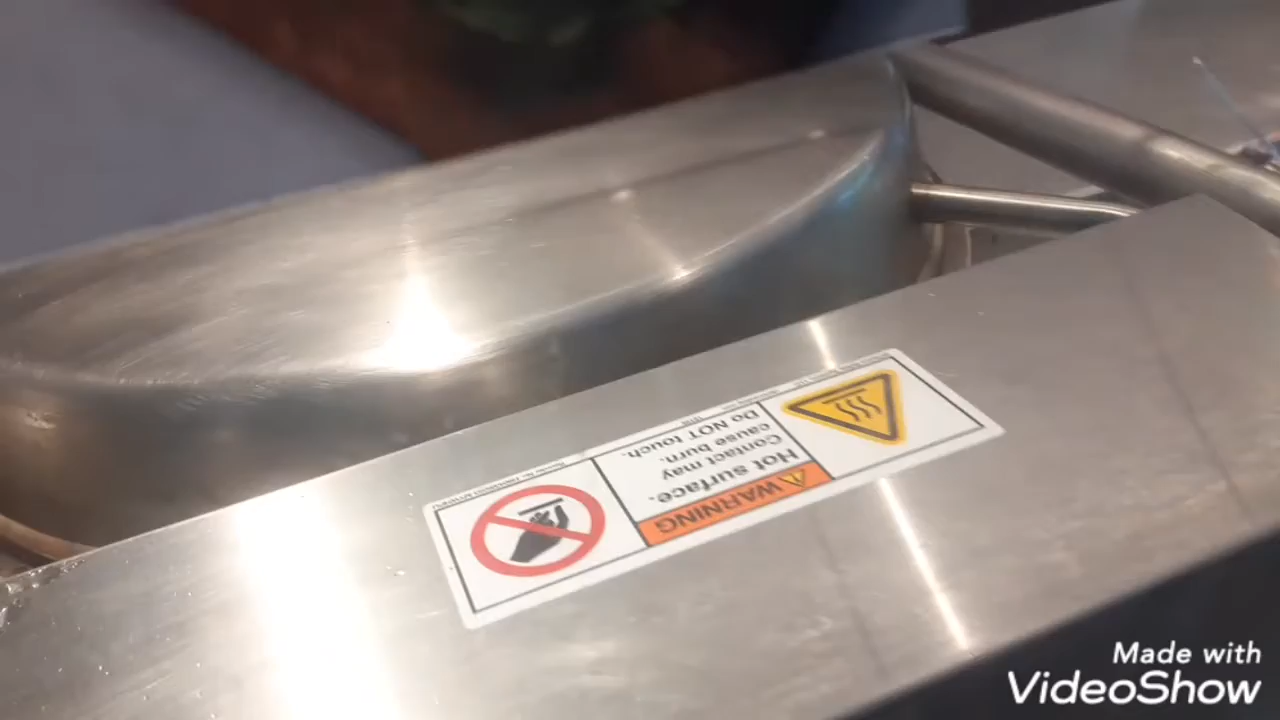 WARNING
Hot surface.
Contact may
cause burn.
Do NOT touch.
Made with
VideoShow